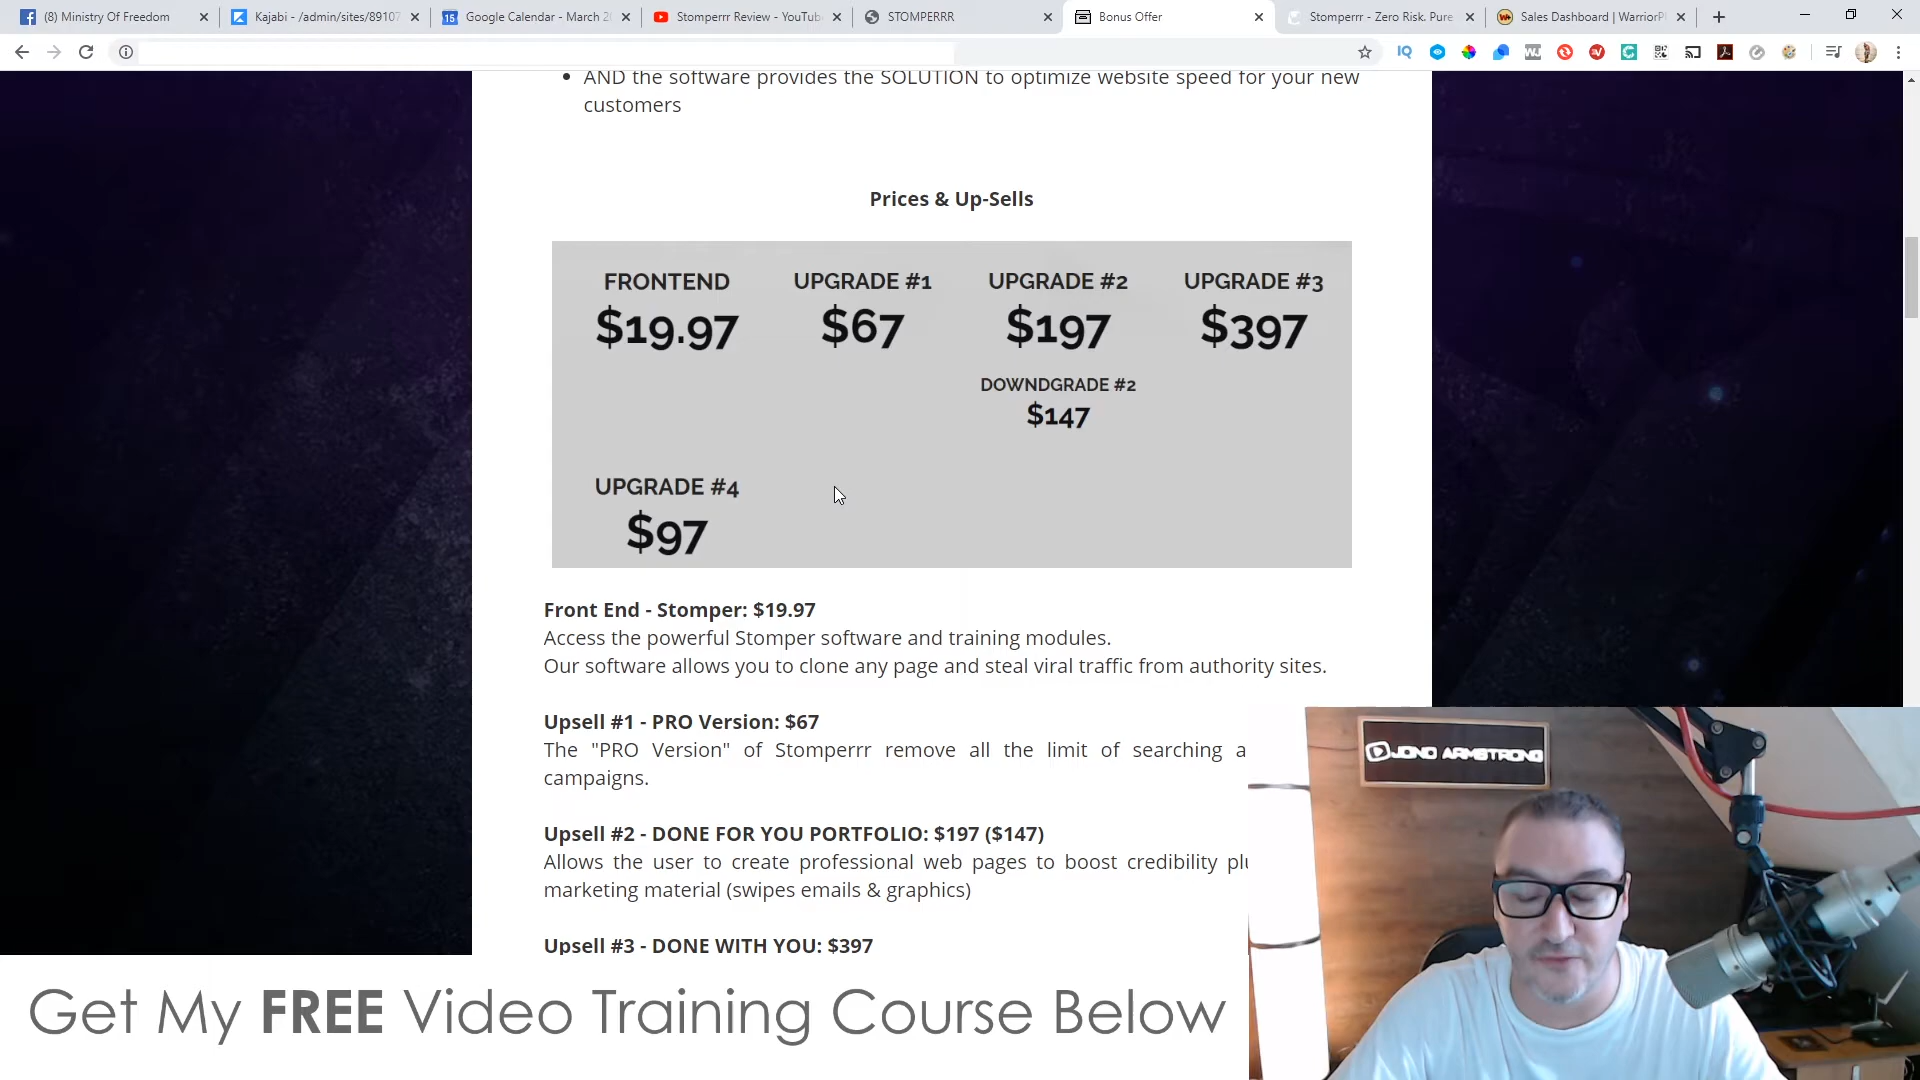 (8) Ministry Of Freedom
Kajabi - /admin/sites/89107
Google Calendar - March 2
Stomperrr Review - YouTub
STOMPERRR
Bonus Offer
Stomperrr - Zero Risk. Pure
Sales Dashboard | WarriorP
AND the software provides the SOLUTION to optimize website speed for your new
customers
Prices & Up-Sells
FRONTEND UPGRADE #1 UPGRADE #2 UPGRADE #3
$19.97 $67 $197 $397
DOWNDGRADE #2
$147
UPGRADE #4
$97
Front End - Stomper: $19.97
Access the powerful Stomper software and training modules.
Our software allows you to clone any page and steal viral traffic from authority sites.
Upsell #1 - PRO Version: $67
The "PRO Version" of Stomperrr remove all the limit of searching a
campaigns.
Upsell #2 - DONE FOR YOU PORTFOLIO: $197 ($147)
Allows the user to create professional web pages to boost credibility plu
marketing material (swipes emails & graphics)
Upsell #3 - DONE WITH YOU: $397
JONO ARMSTRONG
Get My FREE Video Training Course Below